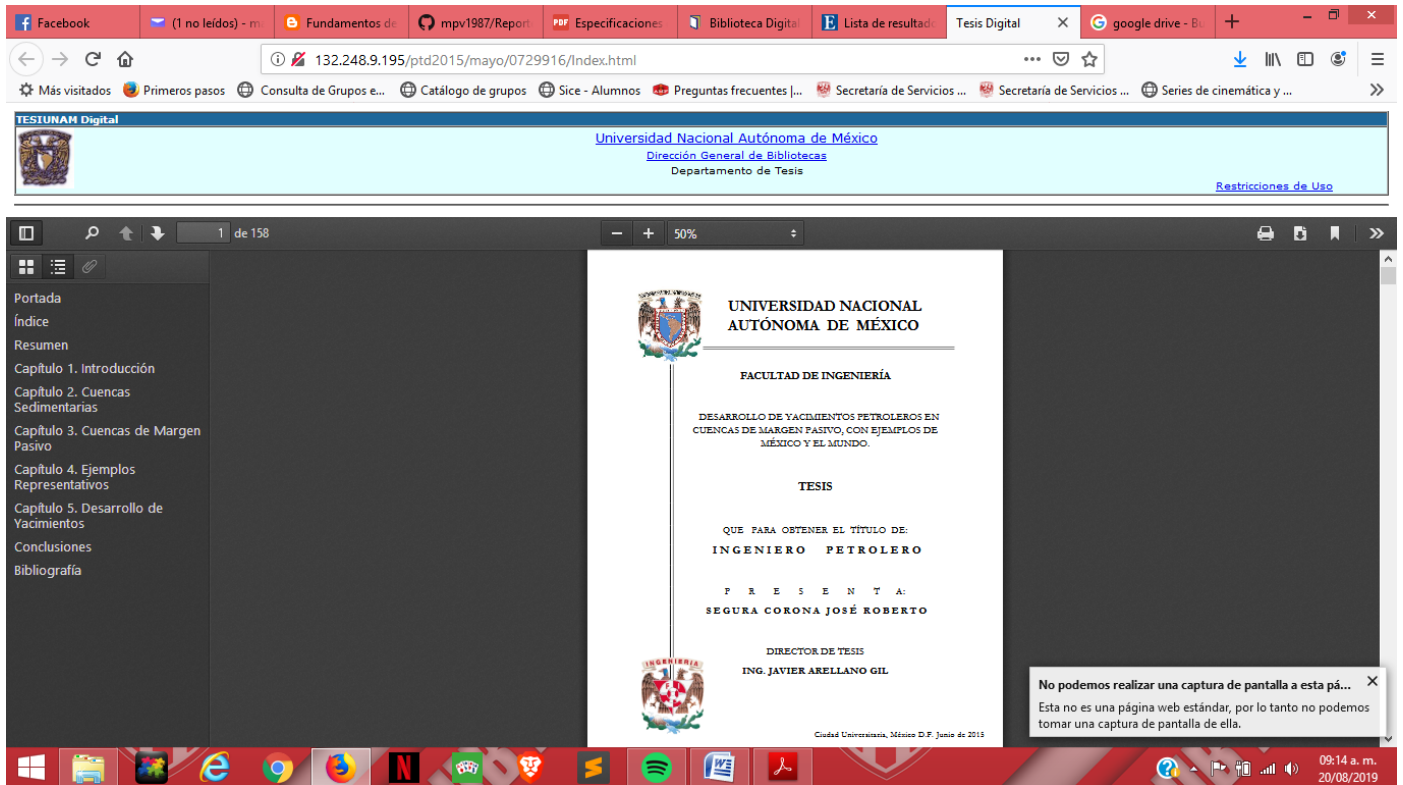 Facebook
(1 no leídos) - m
Fundamentos de
mpv1987/Report
PDF Especificaciones
Biblioteca Digital
E Lista de resultado
Tesis Digital
google drive - Bu
132.248.9.195/ptd2015/mayo/0729916/Index.html
Más visitados Primeros pasos Consulta de Grupos e... Catálogo de grupos Sice - Alumnos Preguntas frecuentes |... Secretaría de Servicios ... Secretaría de Servicios ... Series de cinemática y ...
TESIUNAM Digital
Universidad Nacional Autónoma de México
Dirección General de Bibliotecas
Departamento de Tesis
Restricciones de Uso
1 de 158
50%
Portada
Índice
Resumen
Capítulo 1. Introducción
Capítulo 2. Cuencas
Sedimentarias
Capítulo 3. Cuencas de Margen
Pasivo
Capítulo 4. Ejemplos
Representativos
Capítulo 5. Desarrollo de
Yacimientos
Conclusiones
Bibliografía
UNIVERSIDAD NACIONAL
AUTÓNOMA DE MÉXICO
FACULTAD DE INGENIERÍA
DESARROLLO DE YACIMIENTOS PETROLEROS EN
CUENCAS DE MARGEN PASIVO, CON EJEMPLOS DE
MÉXICO Y EL MUNDO.
TESIS
QUE PARA OBTENER EL TÍTULO DE:
INGENIERO PETROLERO
P R E S E N T A:
SEGURA CORONA JOSÉ ROBERTO
DIRECTOR DE TESIS
ING. JAVIER ARELLANO GIL
INGENIERIA
Ciudad Universitaria, México D.F. Junio de 2015
No podemos realizar una captura de pantalla a esta pá...
Esta no es una página web estándar, por lo tanto no podemos
tomar una captura de pantalla de ella.
09:14 a. m.
20/08/2019